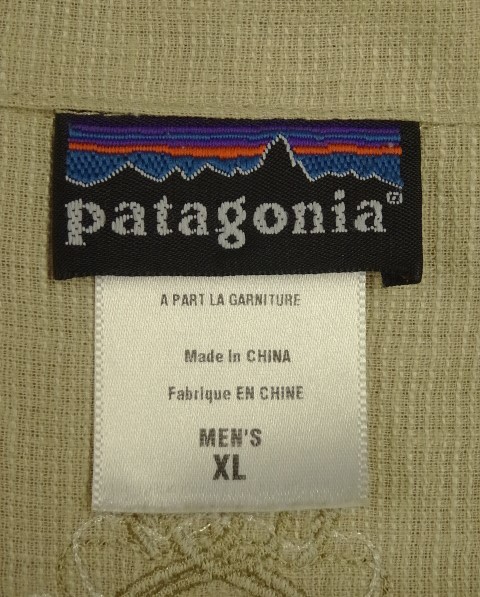 patagonia®
A PART LA GARNITURE
Made In CHINA
Fabrique EN CHINE
MEN'S
XL